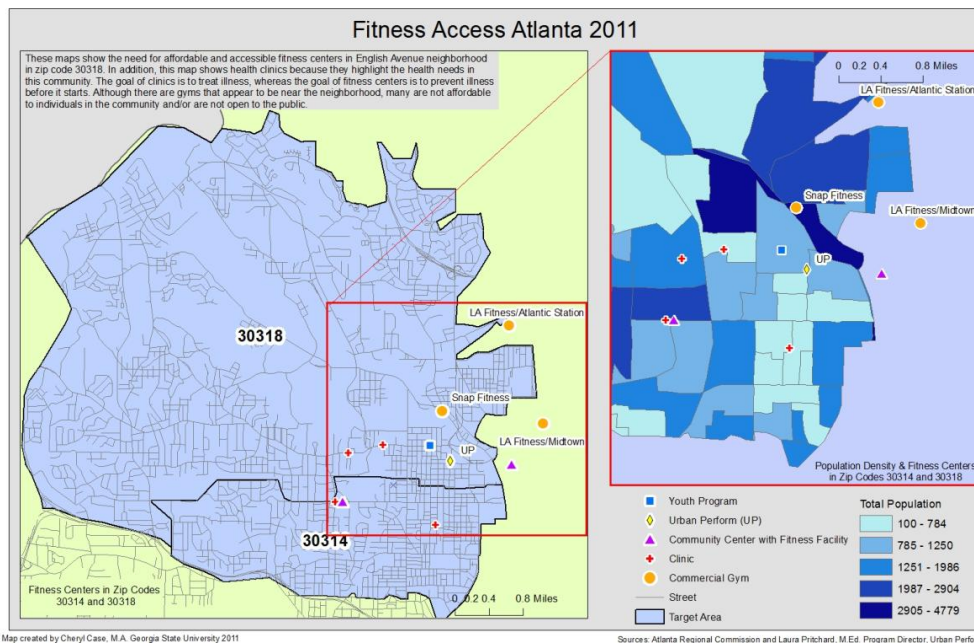 Fitness Access Atlanta 2011
These maps show the need for affordable and accessible fitness centers in English Avenue neighborhood
in zip code 30318. In addition, this map shows health clinics because they highlight the health needs in
this community. The goal of clinics is to treat illness, whereas the goal of fitness centers is to prevent illness
before it starts. Although there are gyms that appear to be near the neighborhood, many are not affordable
to individuals in the community and/or are not open to the public.
30318
LA Fitness/Atlantic Station
Snap Fitness
LA Fitness/Midtown
UP
30314
Fitness Centers in Zip Codes
30314 and 30318
0 0.2 0.4 0.8 Miles
0 0.2 0.4 0.8 Miles
LA Fitness/Atlantic Station
Snap Fitness
LA Fitness/Midtown
UP
Population Density & Fitness Centers
in Zip Codes 30314 and 30318
Youth Program
Urban Perform (UP)
Community Center with Fitness Facility
Clinic
Commercial Gym
Street
Target Area
Total Population
100 - 784
785 - 1250
1251 - 1986
1987 - 2904
2905 - 4779
Map created by Cheryl Case, M.A. Georgia State University 2011
Sources: Atlanta Regional Commission and Laura Pritchard, M.Ed. Program Director, Urban Perfo